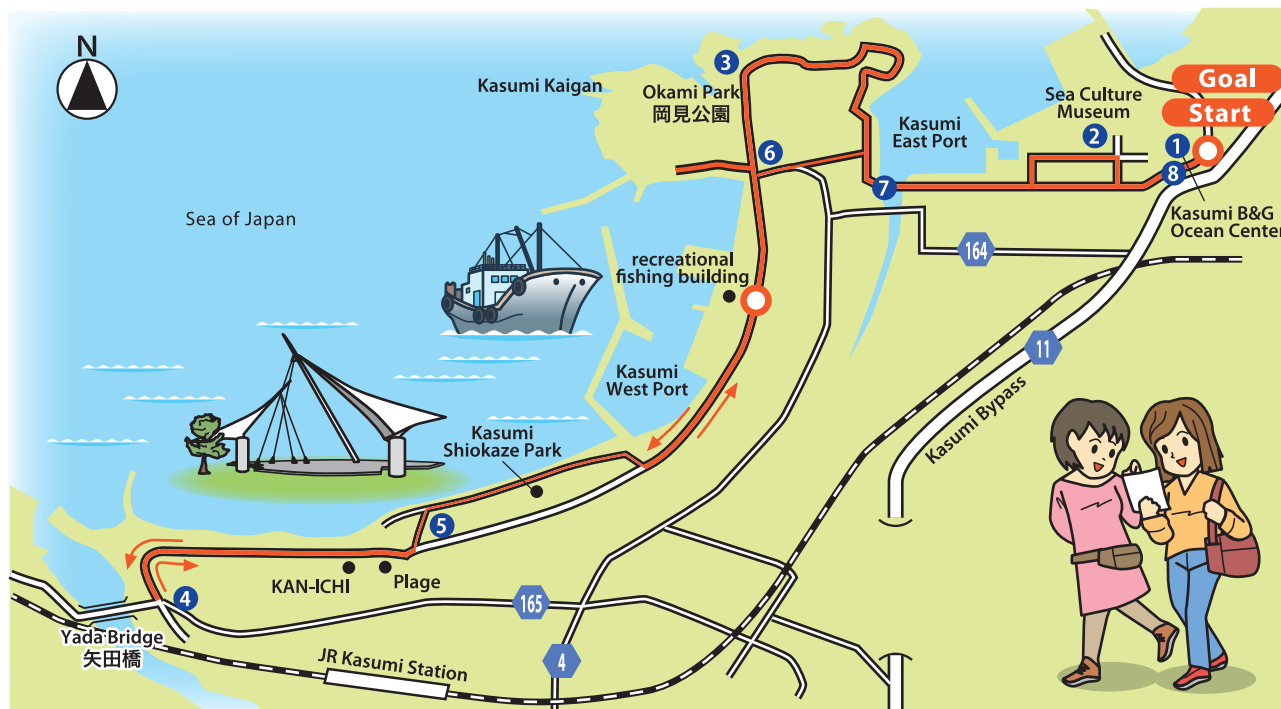 N
Goal
Start
3
Kasumi Kaigan
Okami Park
岡見公園
Sea Culture
Museum
2
1
8
Kasumi
East Port
6
7
Kasumi B&G
Ocean Center
Sea of Japan
164
recreational
fishing building
11
Kasumi Bypass
Kasumi
West Port
Kasumi
Shiokaze Park
5
KAN-ICHI
Plage
4
165
Yada Bridge
矢田橋
JR Kasumi Station
4